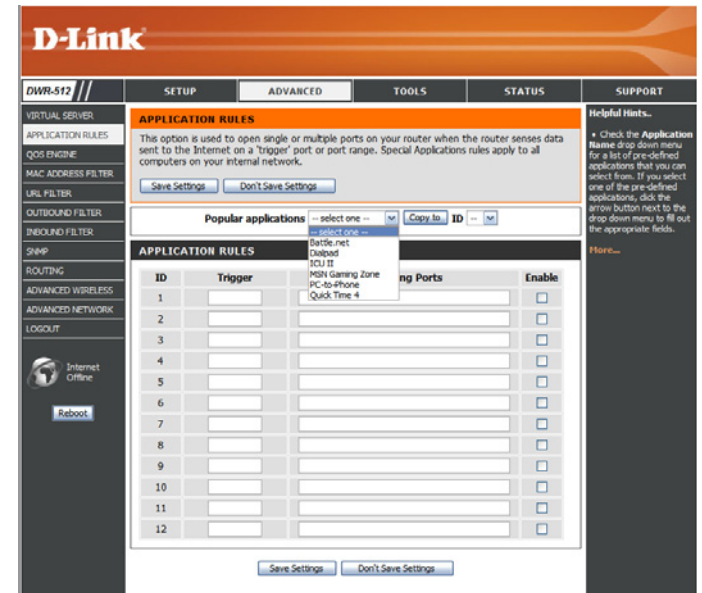 D-Link
DWR-512
SETUP
ADVANCED
TOOLS
STATUS
SUPPORT
VIRTUAL SERVER
APPLICATION RULES
QOS ENGINE
MAC ADDRESS FILTER
URL FILTER
OUTBOUND FILTER
INBOUND FILTER
SNMP
ROUTING
ADVANCED WIRELESS
ADVANCED NETWORK
LOGOUT
Internet
Offline
Reboot
APPLICATION RULES
This option is used to open single or multiple ports on your router when the router senses data
sent to the Internet on a 'trigger' port or port range. Special Applications rules apply to all
computers on your internal network.
Save Settings Don't Save Settings
Popular applications -- select one -- Copy to ID --
-- select one --
Battle.net
Dialpad
ICU II
MSN Gaming Zone
PC-to-Phone
Quick Time 4
APPLICATION RULES
ID Trigger ng Ports Enable
1
2
3
4
5
6
7
8
9
10
11
12
Save Settings Don't Save Settings
Helpful Hints..
• Check the Application
Name drop down menu
for a list of pre-defined
applications that you can
select from. If you select
one of the pre-defined
applications, click the
arrow button next to the
drop down menu to fill out
the appropriate fields.
More...